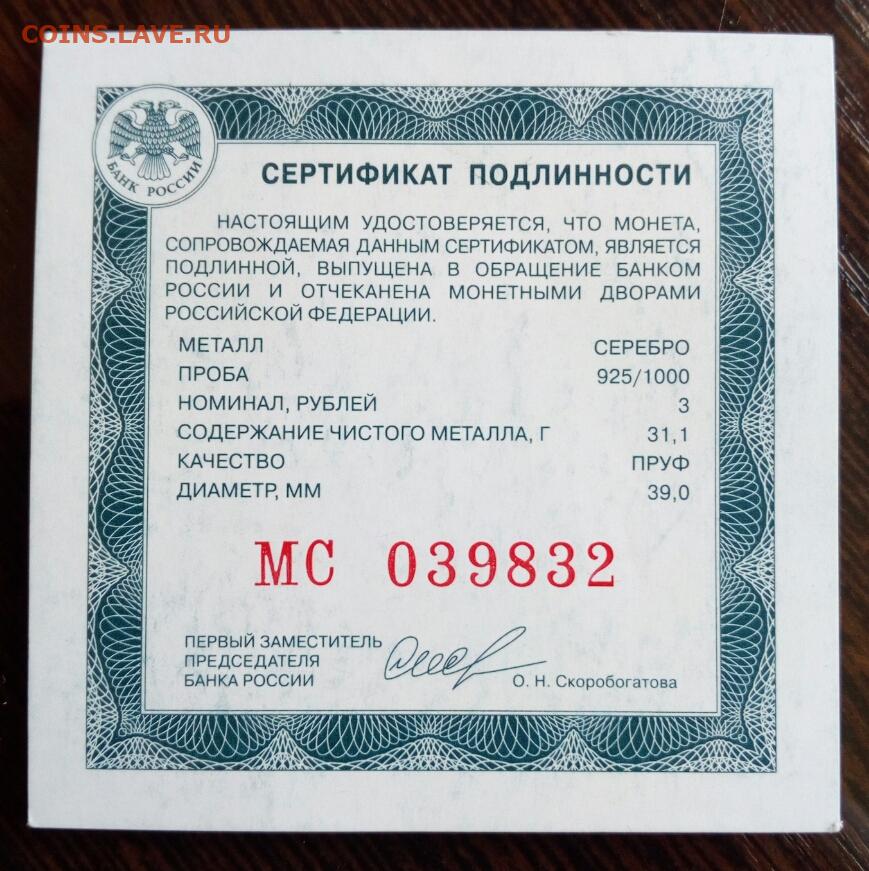 COINS.LAVE.RU
БАНК РОССИИ
СЕРТИФИКАТ ПОДЛИННОСТИ
НАСТОЯЩИМ УДОСТОВЕРЯЕТСЯ, ЧТО МОНЕТА,
СОПРОВОЖДАЕМАЯ ДАННЫМ СЕРТИФИКАТОМ, ЯВЛЯЕТСЯ
ПОДЛИННОЙ, ВЫПУЩЕНА В ОБРАЩЕНИЕ БАНКОМ
РОССИИ И ОТЧЕКАНЕНА МОНЕТНЫМИ ДВОРАМИ
РОССИЙСКОЙ ФЕДЕРАЦИИ.
МЕТАЛЛ СЕРЕБРО
ПРОБА 925/1000
НОМИНАЛ, РУБЛЕЙ 3
СОДЕРЖАНИЕ ЧИСТОГО МЕТАЛЛА, Г 31,1
КАЧЕСТВО ПРУФ
ДИАМЕТР, ММ 39,0
МС 039832
ПЕРВЫЙ ЗАМЕСТИТЕЛЬ
ПРЕДСЕДАТЕЛЯ
БАНКА РОССИИ О. Н. Скоробогатова